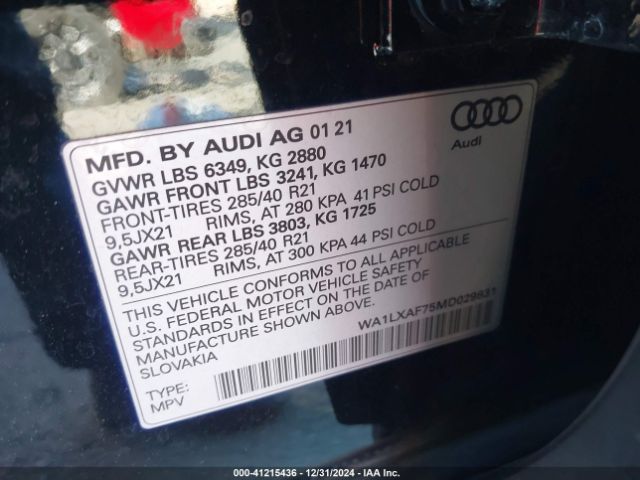 MFD. BY AUDI AG 01 21
GVWR LBS 6349, KG 2880
GAWR FRONT LBS 3241, KG 1470
FRONT-TIRES 285/40 R21
9,5JX21 RIMS, AT 280 KPA 41 PSI COLD
GAWR REAR LBS 3803, KG 1725
REAR-TIRES 285/40 R21
9,5JX21 RIMS, AT 300 KPA 44 PSI COLD
THIS VEHICLE CONFORMS TO ALL APPLICABLE
U.S. FEDERAL MOTOR VEHICLE SAFETY
STANDARDS IN EFFECT ON THE DATE OF
MANUFACTURE SHOWN ABOVE.
SLOVAKIA
WA1LXAF75MD029931
TYPE:
MPV
Audi
000-41215436 - 12/31/2024 - IAA Inc.